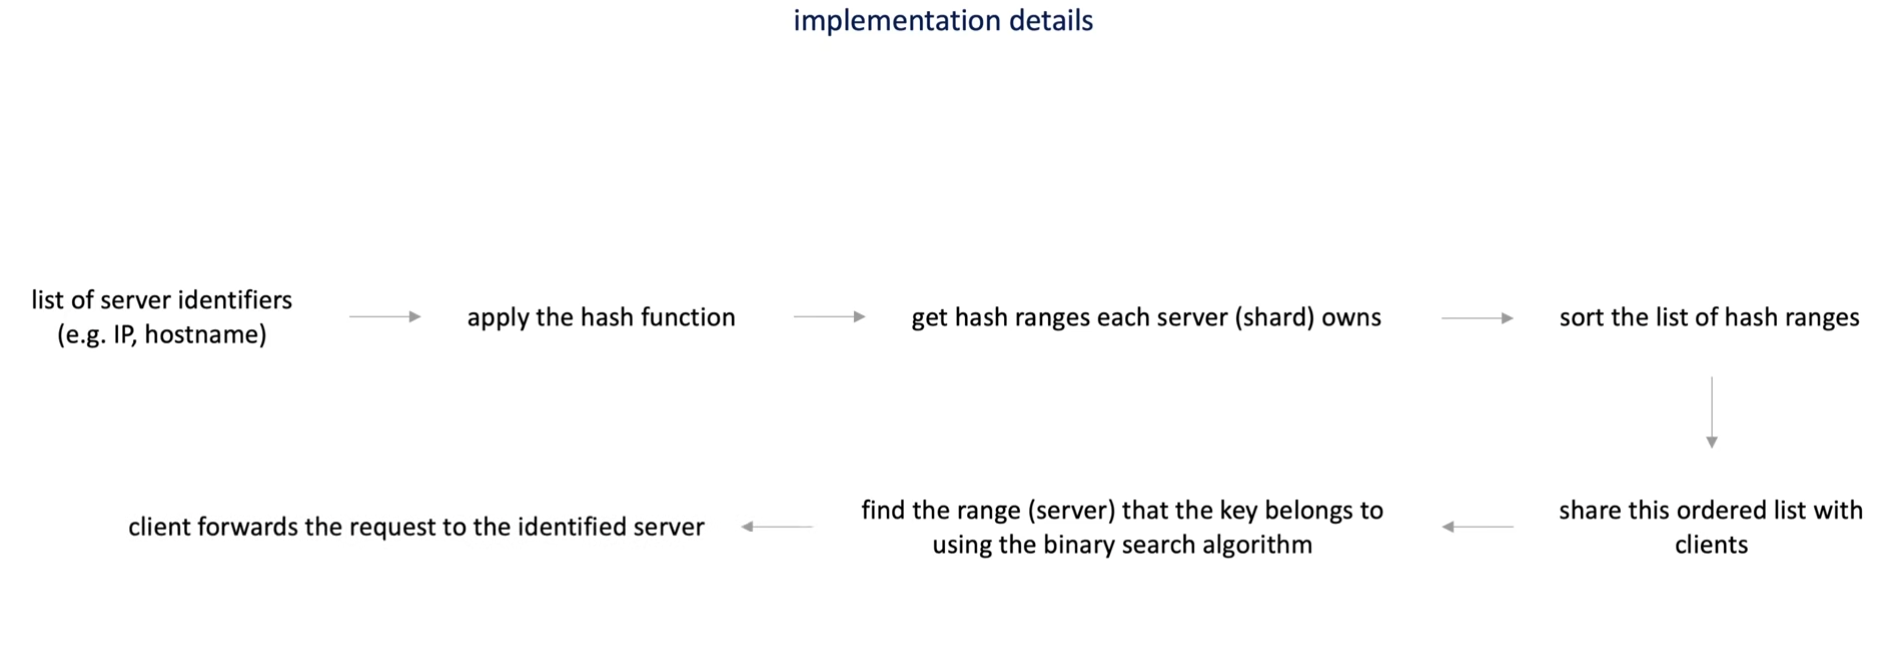 implementation details
list of server identifiers
(e.g. IP, hostname)
apply the hash function
get hash ranges each server (shard) owns
sort the list of hash ranges
share this ordered list with
clients
find the range (server) that the key belongs to
using the binary search algorithm
client forwards the request to the identified server